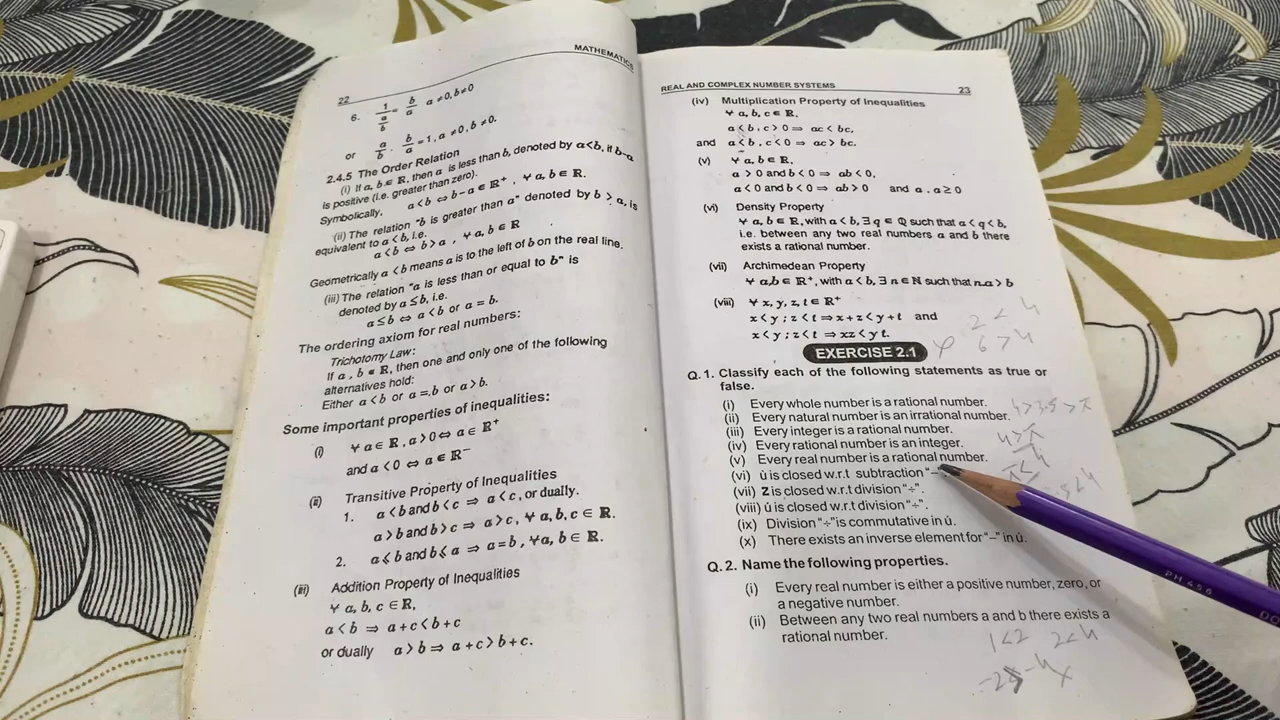 MATHEMATICS
22
6. 1/(a/b) = b/a a ≠ 0, b ≠ 0
or a/b . b/a = 1, a ≠ 0, b ≠ 0.
2.4.5 The Order Relation
(i) If a, b ∈ R, then a is less than b, denoted by a < b, if b - a
is positive (i.e. greater than zero).
Symbolically, a < b ⇔ b - a ∈ R⁺ , ∀ a, b ∈ R.
(ii) The relation "b is greater than a" denoted by b > a, is
equivalent to a < b, i.e.
a < b ⇔ b > a , ∀ a, b ∈ R
Geometrically a < b means a is to the left of b on the real line.
(iii) The relation "a is less than or equal to b" is
denoted by a ≤ b, i.e.
a ≤ b ⇔ a < b or a = b.
The ordering axiom for real numbers:
Trichotomy Law:
If a , b ∈ R, then one and only one of the following
alternatives hold:
Either a < b or a = b or a > b.
Some important properties of inequalities:
(i) ∀ a ∈ R , a > 0 ⇔ a ∈ R⁺
and a < 0 ⇔ a ∈ R⁻
(ii) Transitive Property of Inequalities
1. a < b and b < c ⇒ a < c, or dually.
a > b and b > c ⇒ a > c, ∀ a, b, c ∈ R.
2. a ≤ b and b ≤ a ⇒ a = b , ∀ a, b ∈ R.
(iii) Addition Property of Inequalities
∀ a, b, c ∈ R,
a < b ⇒ a + c < b + c
or dually a > b ⇒ a + c > b + c.
REAL AND COMPLEX NUMBER SYSTEMS 23
(iv) Multiplication Property of Inequalities
∀ a, b, c ∈ R.
a < b , c > 0 ⇒ ac < bc,
and a < b , c < 0 ⇒ ac > bc.
(v) ∀ a, b ∈ R.
a > 0 and b < 0 ⇒ ab < 0,
a < 0 and b < 0 ⇒ ab > 0 and a . a ≥ 0
(vi) Density Property
∀ a, b ∈ R, with a < b, ∃ q ∈ Q such that a < q < b,
i.e. between any two real numbers a and b there
exists a rational number.
(vii) Archimedean Property
∀ a,b ∈ R⁺, with a < b, ∃ n ∈ N such that n.a > b
(viii) ∀ x, y, z, t ∈ R⁺
x < y ; z < t ⇒ x + z < y + t and
x < y ; z < t ⇒ xz < y t.
2 < 4
6 > 4
EXERCISE 2.1
Q.1. Classify each of the following statements as true or
false.
(i) Every whole number is a rational number.
(ii) Every natural number is an irrational number.
(iii) Every integer is a rational number.
(iv) Every rational number is an integer.
(v) Every real number is a rational number.
(vi) ú is closed w.r.t subtraction "–
(vii) Z is closed w.r.t division "÷".
(viii) ú is closed w.r.t division "÷".
(ix) Division "÷" is commutative in ú.
(x) There exists an inverse element for "–" in ú.
Q.2. Name the following properties.
(i) Every real number is either a positive number, zero, or
a negative number.
(ii) Between any two real numbers a and b there exists a
rational number.
1 < 2 2 < 4
PH 456